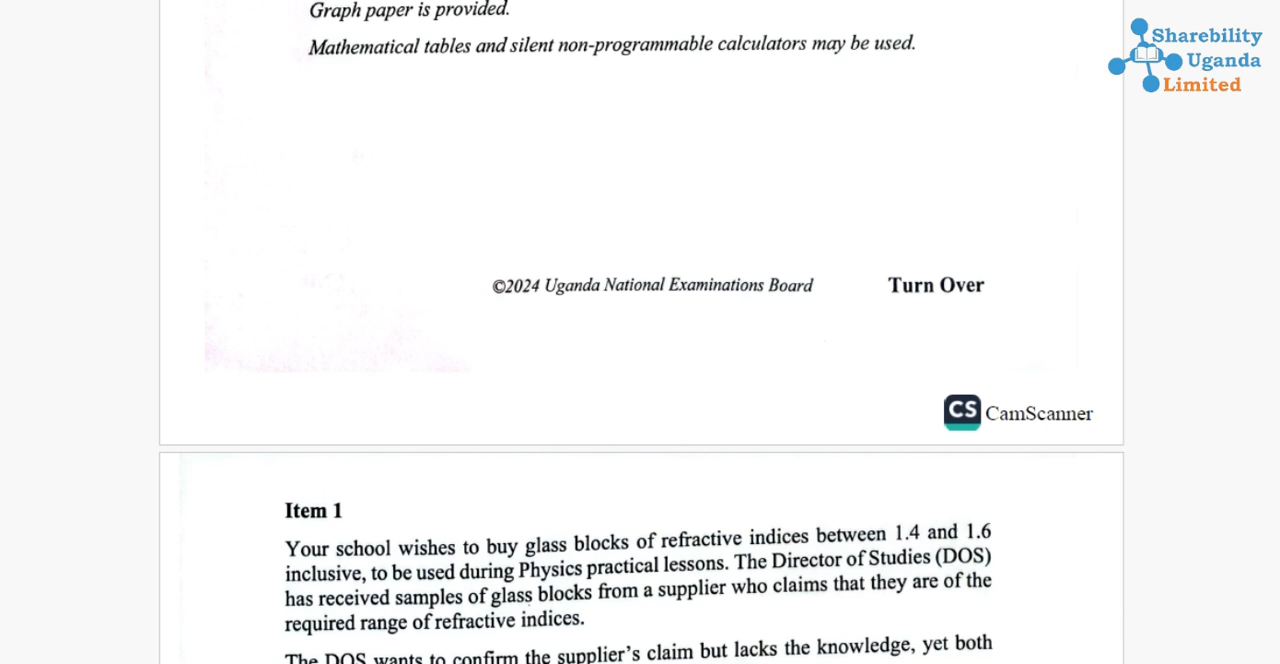 Graph paper is provided.
Mathematical tables and silent non-programmable calculators may be used.
Sharebility
Uganda
Limited
©2024 Uganda National Examinations Board Turn Over
CS CamScanner
Item 1
Your school wishes to buy glass blocks of refractive indices between 1.4 and 1.6
inclusive, to be used during Physics practical lessons. The Director of Studies (DOS)
has received samples of glass blocks from a supplier who claims that they are of the
required range of refractive indices.
The DOS wants to confirm the supplier's claim but lacks the knowledge, yet both